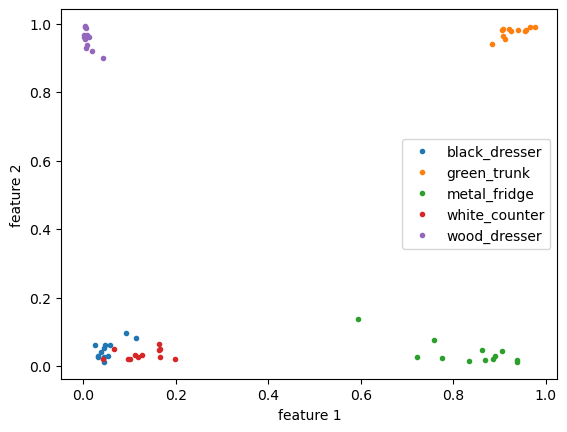 1.0
0.8
0.6
0.4
0.2
0.0
feature 2
black_dresser
green_trunk
metal_fridge
white_counter
wood_dresser
0.0 0.2 0.4 0.6 0.8 1.0
feature 1